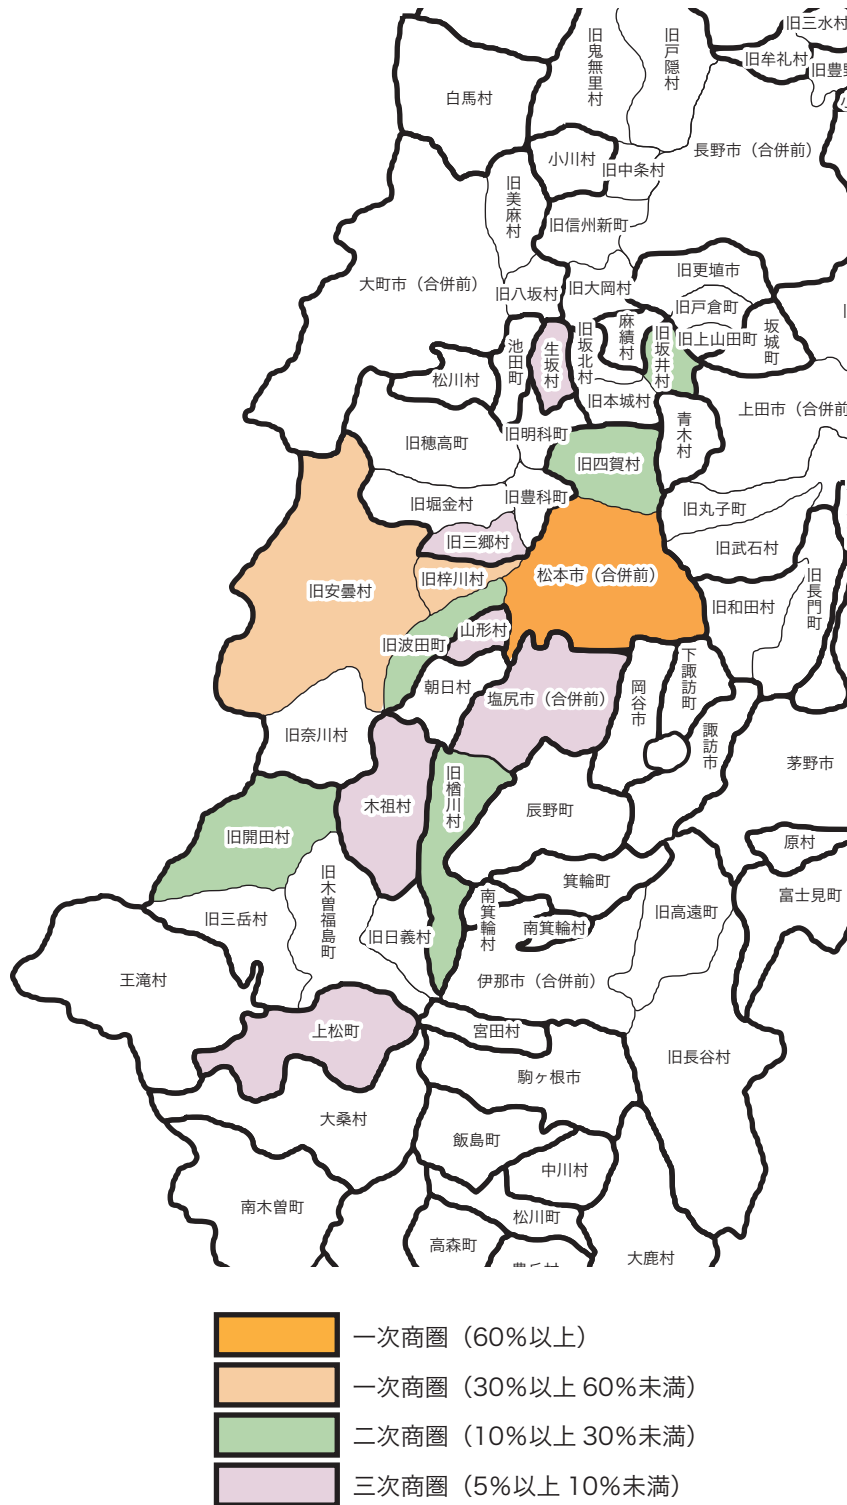 旧三水村
旧鬼無里村
旧戸隠村
旧牟礼村
白馬村
長野市（合併前）
小川村
旧中条村
旧美麻村
旧信州新町
旧更埴市
大町市（合併前）
旧八坂村
旧大岡村
旧戸倉町
麻績村
坂城町
旧坂北村
旧坂井村
旧上山田町
池田町
生坂村
松川村
旧本城村
上田市（合併前
青木村
旧穂高町
旧明科町
旧四賀村
旧堀金村
旧豊科町
旧丸子町
旧三郷村
旧武石村
旧梓川村
松本市（合併前）
旧安曇村
旧和田村
旧長門町
山形村
旧波田町
下諏訪町
朝日村
塩尻市（合併前）
岡谷市
旧奈川村
諏訪市
茅野市
旧楢川村
木祖村
辰野町
旧開田村
原村
箕輪町
富士見町
旧木曽福島町
旧三岳村
南箕輪村
旧高遠町
南箕輪村
旧日義村
王滝村
伊那市（合併前）
上松町
宮田村
旧長谷村
駒ヶ根市
大桑村
飯島町
中川村
南木曽町
松川町
高森町
大鹿村
一次商圏（60％以上）
一次商圏（30％以上 60％未満）
二次商圏（10％以上 30％未満）
三次商圏（5％以上 10％未満）